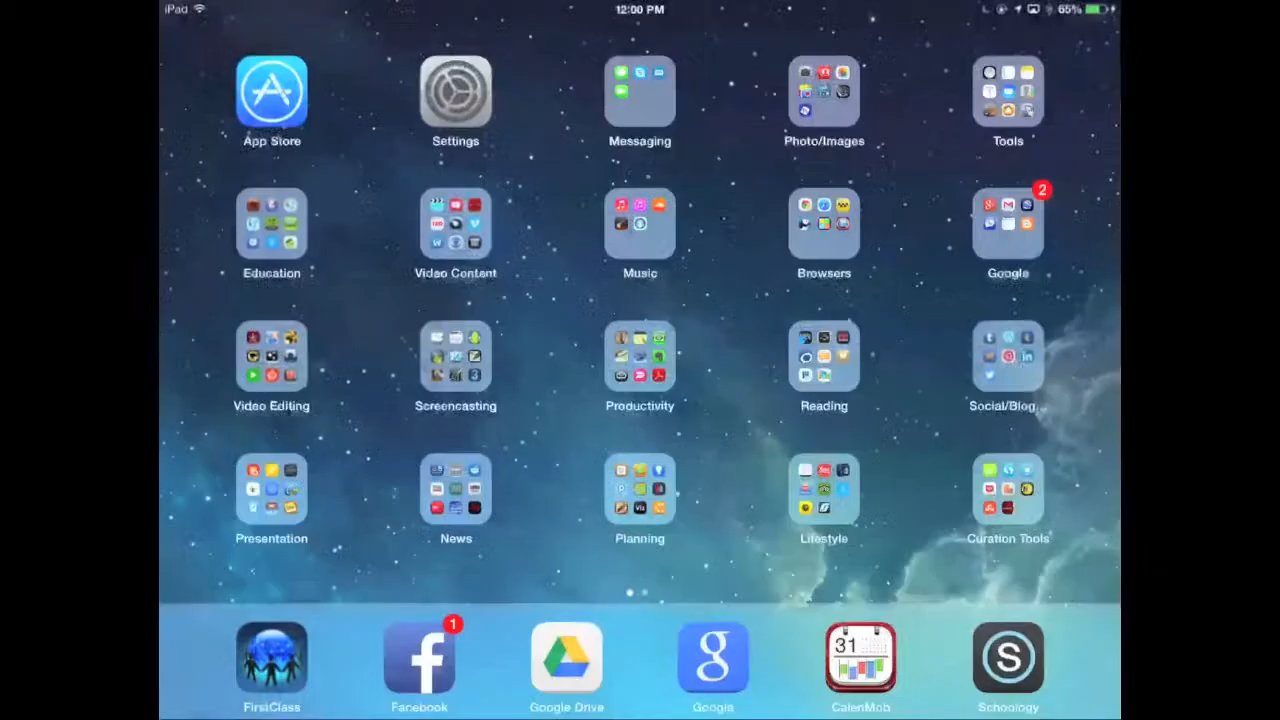 iPad 12:00 PM 65%
App Store Settings Messaging Photo/Images Tools
2
Education Video Content Music Browsers Google
Video Editing Screencasting Productivity Reading Social/Blog...
Presentation News Planning Lifestyle Curation Tools
1
31
S
FirstClass Facebook Google Drive Google CalenMob Schoology